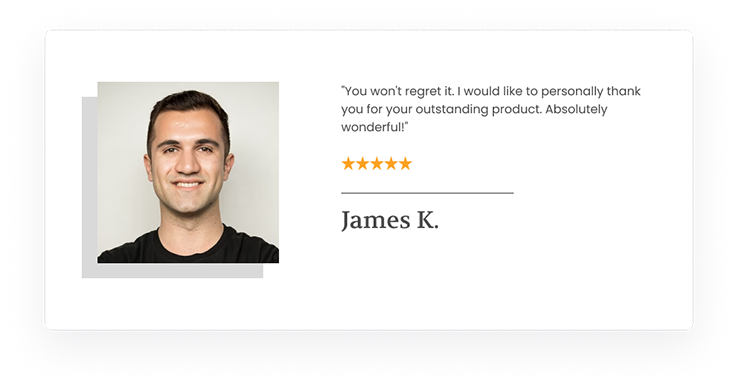 "You won't regret it. I would like to personally thank
you for your outstanding product. Absolutely
wonderful!"
James K.